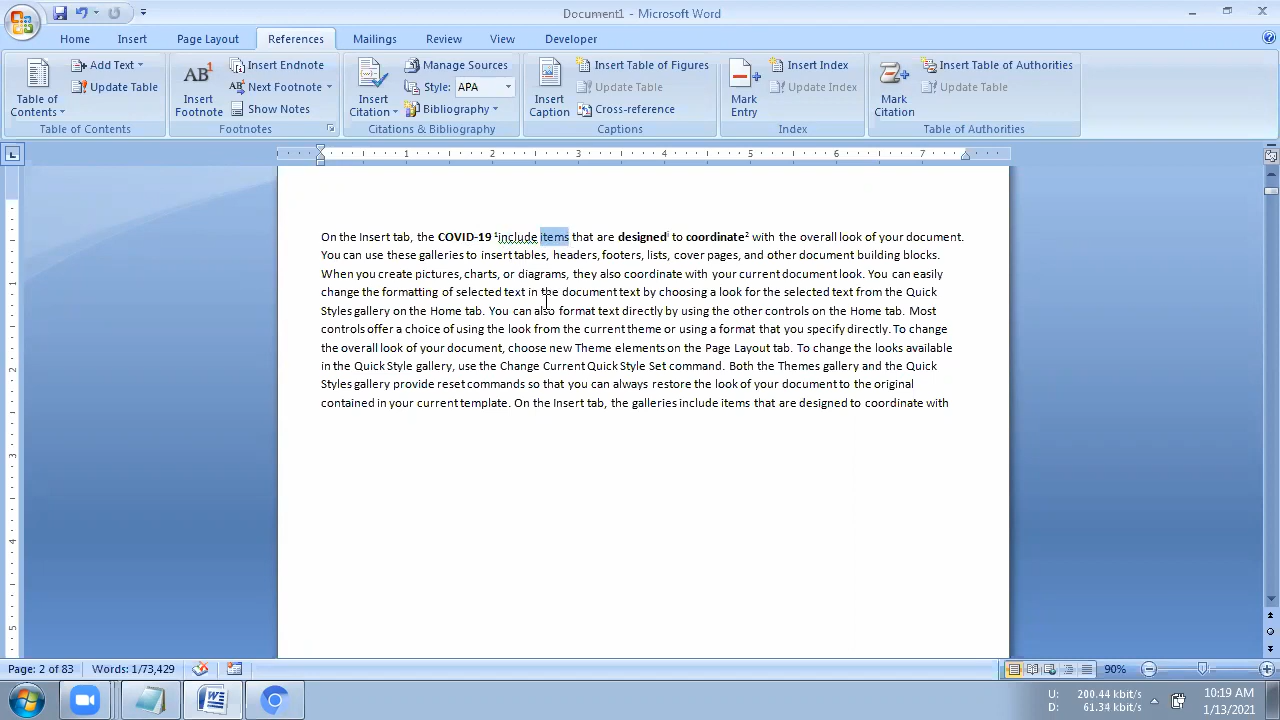 Document1 - Microsoft Word
Home Insert Page Layout References Mailings Review View Developer
Table of Contents
Add Text
Update Table
Table of Contents
AB1
Insert Footnote
Insert Endnote
Next Footnote
Show Notes
Footnotes
Insert Citation
Manage Sources
Style: APA
Bibliography
Citations & Bibliography
Insert Caption
Insert Table of Figures
Update Table
Cross-reference
Captions
Mark Entry
Insert Index
Update Index
Index
Mark Citation
Insert Table of Authorities
Update Table
Table of Authorities
1 2 3 4 5 6 7
On the Insert tab, the COVID-19 ¹include items that are designedⁱ to coordinate² with the overall look of your document.
You can use these galleries to insert tables, headers, footers, lists, cover pages, and other document building blocks.
When you create pictures, charts, or diagrams, they also coordinate with your current document look. You can easily
change the formatting of selected text in the document text by choosing a look for the selected text from the Quick
Styles gallery on the Home tab. You can also format text directly by using the other controls on the Home tab. Most
controls offer a choice of using the look from the current theme or using a format that you specify directly. To change
the overall look of your document, choose new Theme elements on the Page Layout tab. To change the looks available
in the Quick Style gallery, use the Change Current Quick Style Set command. Both the Themes gallery and the Quick
Styles gallery provide reset commands so that you can always restore the look of your document to the original
contained in your current template. On the Insert tab, the galleries include items that are designed to coordinate with
1
2
3
4
5
Page: 2 of 83 Words: 1/73,429 90%
U: 200.44 kbit/s
D: 61.34 kbit/s
10:19 AM
1/13/2021